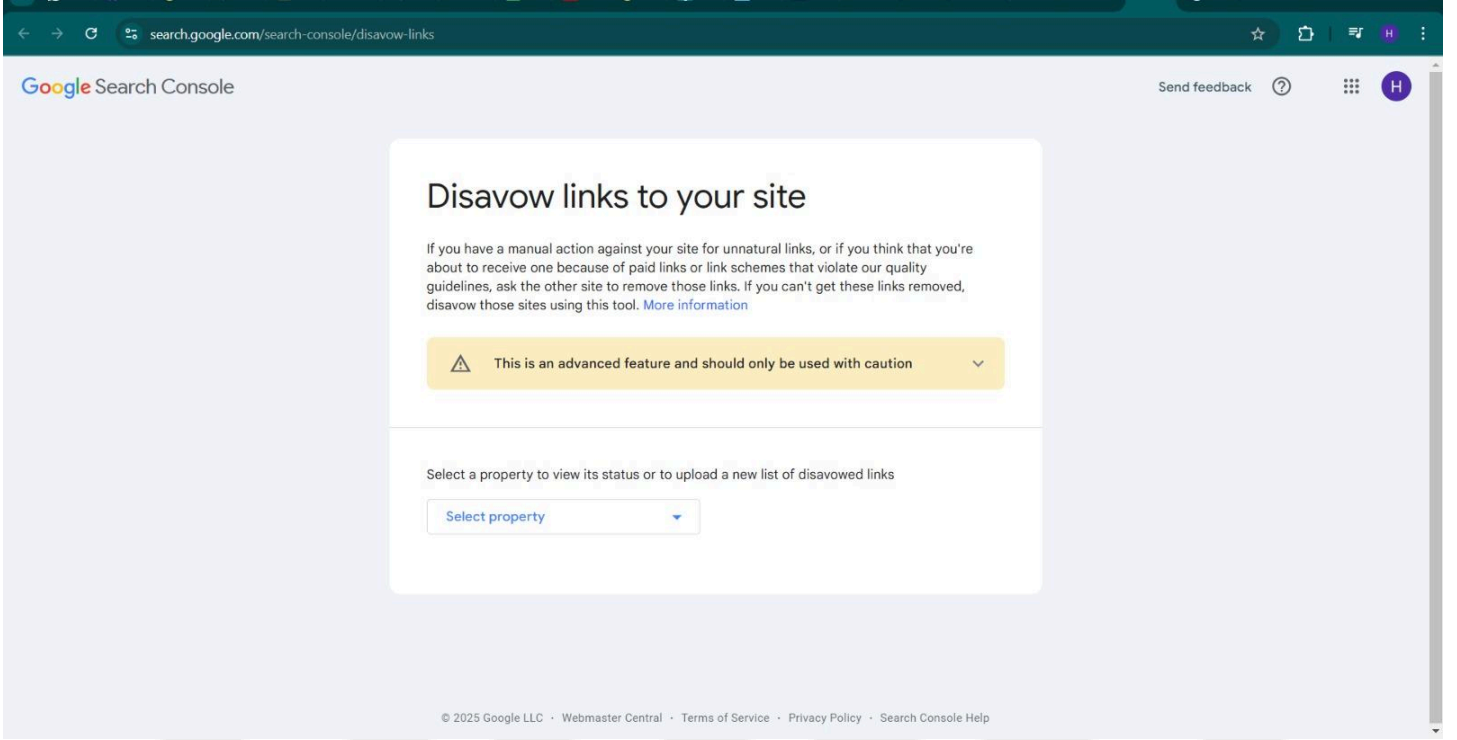 search.google.com/search-console/disavow-links
H
Google Search Console
Send feedback
H
Disavow links to your site
If you have a manual action against your site for unnatural links, or if you think that you're
about to receive one because of paid links or link schemes that violate our quality
guidelines, ask the other site to remove those links. If you can't get these links removed,
disavow those sites using this tool. More information
This is an advanced feature and should only be used with caution
Select a property to view its status or to upload a new list of disavowed links
Select property
© 2025 Google LLC · Webmaster Central · Terms of Service · Privacy Policy · Search Console Help